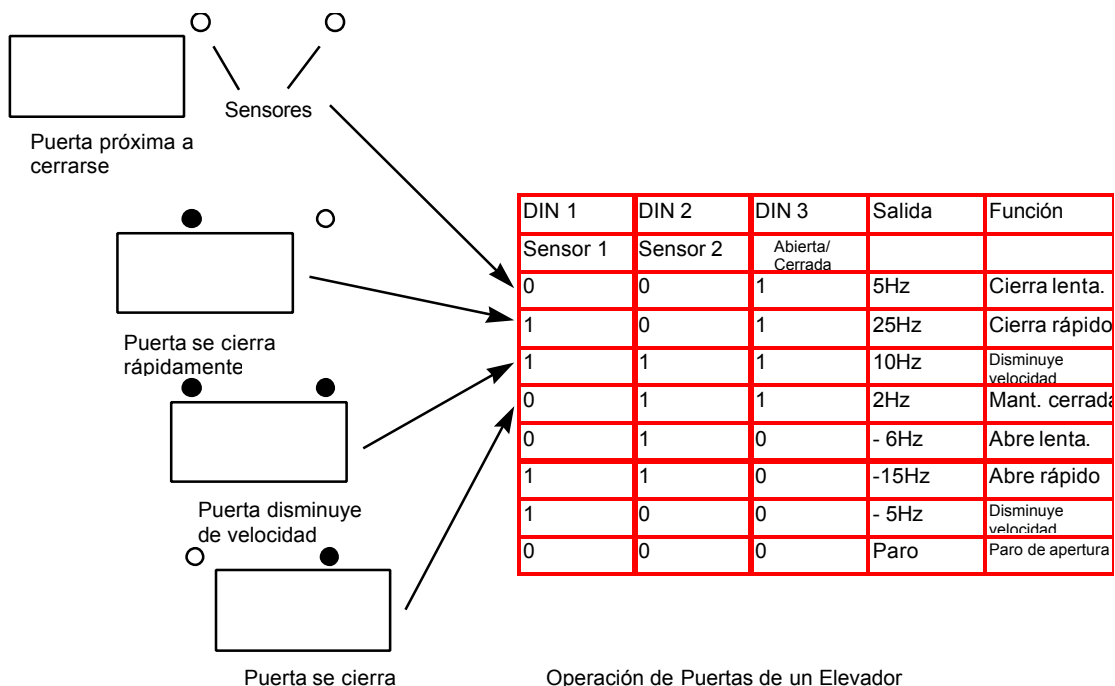 Sensores
Puerta próxima a
cerrarse
Puerta se cierra
rápidamente
Puerta disminuye
de velocidad
Puerta se cierra
DIN 1 DIN 2 DIN 3 Salida Función
Sensor 1 Sensor 2 Abierta/
Cerrada
0 0 1 5Hz Cierra lenta.
1 0 1 25Hz Cierra rápido
1 1 1 10Hz Disminuye
velocidad
0 1 1 2Hz Mant. cerrada
0 1 0 - 6Hz Abre lenta.
1 1 0 -15Hz Abre rápido
1 0 0 - 5Hz Disminuye
velocidad
0 0 0 Paro Paro de apertura
Operación de Puertas de un Elevador